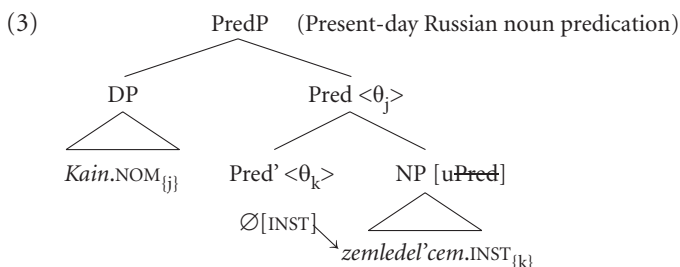 (3) PredP (Present-day Russian noun predication)
DP Pred <θj>
Kain.NOM{j} Pred' <θk> NP [uPred]
∅[INST]
zemledel'cem.INST{k}